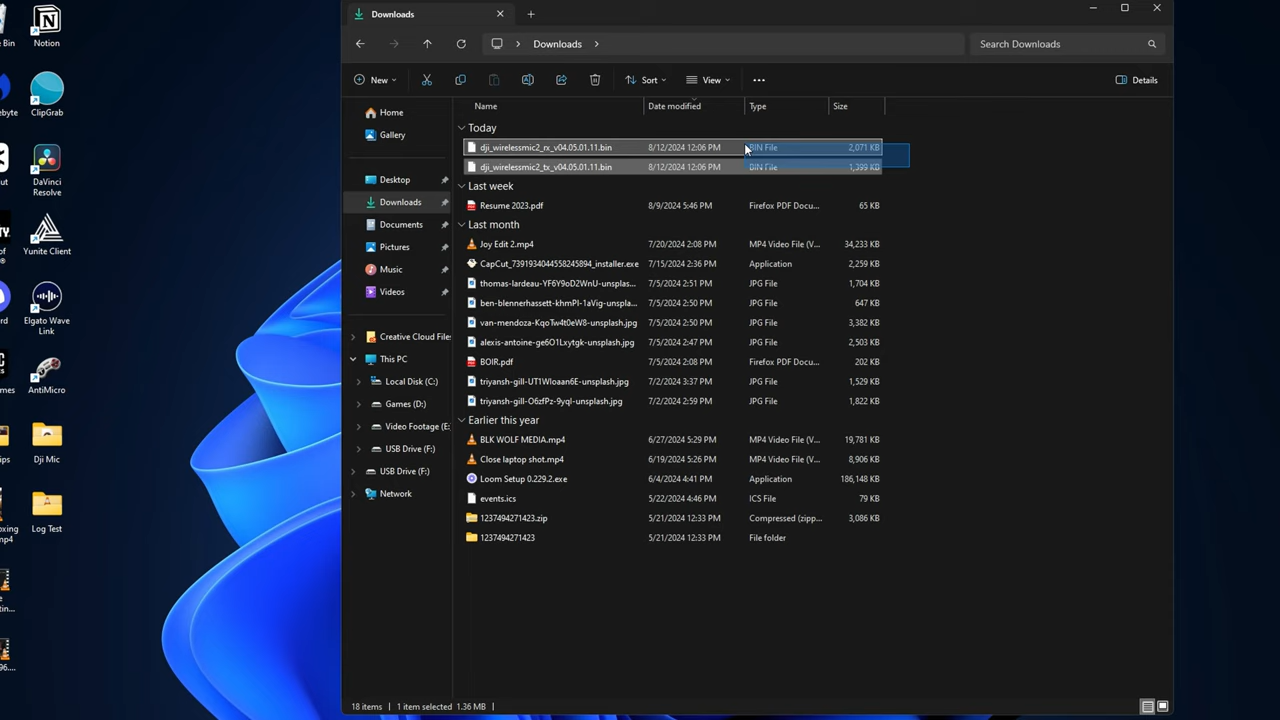 Downloads
Downloads
Search Downloads
New
Sort
View
Details
Name
Date modified
Type
Size
Home
Gallery
Desktop
Downloads
Documents
Pictures
Music
Videos
Creative Cloud Files
This PC
Local Disk (C:)
Games (D:)
Video Footage (E:
USB Drive (F:)
USB Drive (F:)
Network
Today
dji_wirelessmic2_rx_v04.05.01.11.bin 8/12/2024 12:06 PM BIN File 2,071 KB
dji_wirelessmic2_tx_v04.05.01.11.bin 8/12/2024 12:06 PM BIN File 1,399 KB
Last week
Resume 2023.pdf 8/9/2024 5:46 PM Firefox PDF Docu... 65 KB
Last month
Joy Edit 2.mp4 7/20/2024 2:08 PM MP4 Video File (V... 34,233 KB
CapCut_7391934044558245894_installer.exe 7/15/2024 2:36 PM Application 2,259 KB
thomas-lardeau-YF6Y9oD2WnU-unsplas... 7/5/2024 2:51 PM JPG File 1,704 KB
ben-blennerhassett-khmPI-1aVig-unspla... 7/5/2024 2:50 PM JPG File 647 KB
van-mendoza-KqoTw4t0eW8-unsplash.jpg 7/5/2024 2:50 PM JPG File 3,382 KB
alexis-antoine-ge6O1Lxytgk-unsplash.jpg 7/5/2024 2:47 PM JPG File 2,503 KB
BOIR.pdf 7/5/2024 2:08 PM Firefox PDF Docu... 202 KB
triyansh-gill-UT1WIoaan6E-unsplash.jpg 7/2/2024 3:37 PM JPG File 1,529 KB
triyansh-gill-O6zfPz-9yqI-unsplash.jpg 7/2/2024 2:59 PM JPG File 1,822 KB
Earlier this year
BLK WOLF MEDIA.mp4 6/27/2024 5:29 PM MP4 Video File (V... 19,781 KB
Close laptop shot.mp4 6/19/2024 5:26 PM MP4 Video File (V... 8,906 KB
Loom Setup 0.229.2.exe 6/4/2024 4:41 PM Application 186,148 KB
events.ics 5/22/2024 4:46 PM ICS File 79 KB
1237494271423.zip 5/21/2024 12:33 PM Compressed (zipp... 3,086 KB
1237494271423 5/21/2024 12:33 PM File folder
18 items 1 item selected 1.36 MB
Bin
Notion
ebyte
ClipGrab
DaVinci
Resolve
of
Yunite Client
rd
Elgato Wave
Link
mes
AntiMicro
ips
Dji Mic
xing
mp4
Log Test
e
tin...
96....